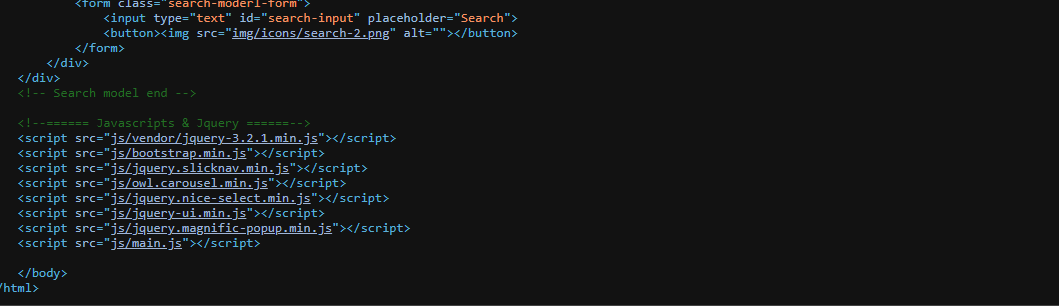 <form class="search-moderl-form">
<input type="text" id="search-input" placeholder="Search">
<button><img src="img/icons/search-2.png" alt=""></button>
</form>
</div>
</div>
<!-- Search model end -->
<!--====== Javascripts & Jquery ======-->
<script src="js/vendor/jquery-3.2.1.min.js"></script>
<script src="js/bootstrap.min.js"></script>
<script src="js/jquery.slicknav.min.js"></script>
<script src="js/owl.carousel.min.js"></script>
<script src="js/jquery.nice-select.min.js"></script>
<script src="js/jquery-ui.min.js"></script>
<script src="js/jquery.magnific-popup.min.js"></script>
<script src="js/main.js"></script>
</body>
/html>